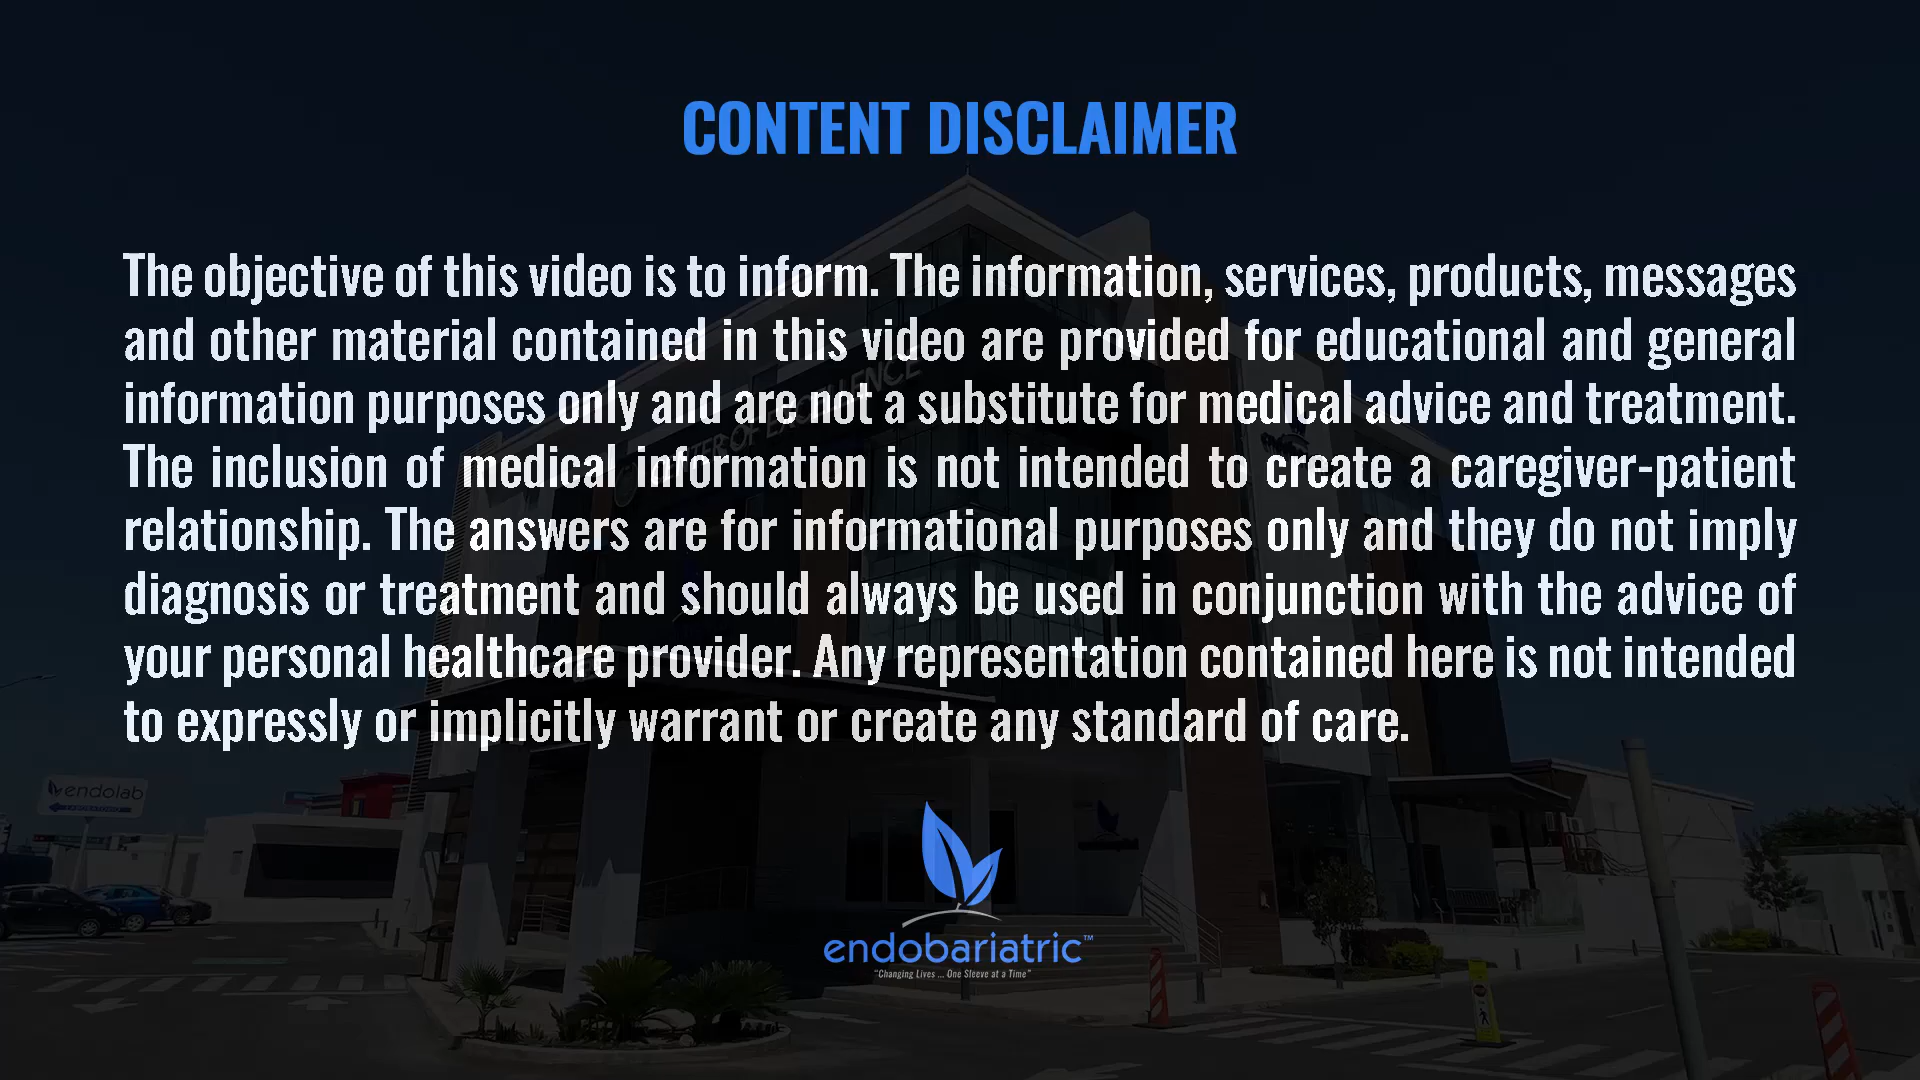 CONTENT DISCLAIMER
The objective of this video is to inform. The information, services, products, messages
and other material contained in this video are provided for educational and general
information purposes only and are not a substitute for medical advice and treatment.
The inclusion of medical information is not intended to create a caregiver-patient
relationship. The answers are for informational purposes only and they do not imply
diagnosis or treatment and should always be used in conjunction with the advice of
your personal healthcare provider. Any representation contained here is not intended
to expressly or implicitly warrant or create any standard of care.
CENTER OF EXCELLENCE
endolab
endobariatric™
"Changing Lives ... One Sleeve at a Time"